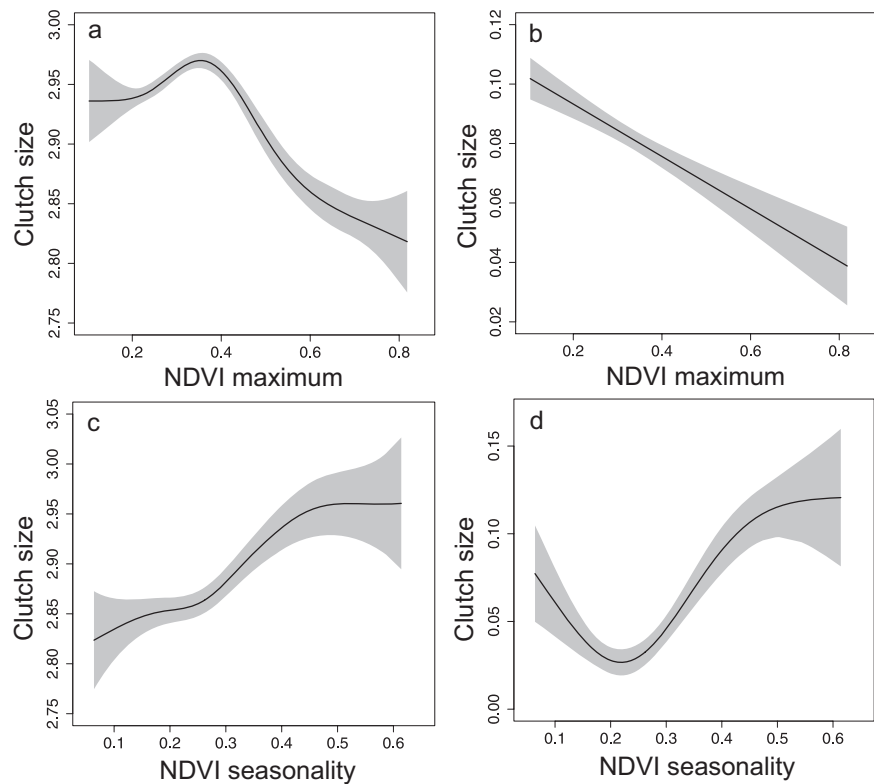 a
Clutch size
3.00
2.95
2.90
2.85
2.80
2.75
0.2 0.4 0.6 0.8
NDVI maximum
b
Clutch size
0.12
0.10
0.08
0.06
0.04
0.02
0.2 0.4 0.6 0.8
NDVI maximum
c
Clutch size
3.05
3.00
2.95
2.90
2.85
2.80
2.75
0.1 0.2 0.3 0.4 0.5 0.6
NDVI seasonality
d
Clutch size
0.15
0.10
0.05
0.00
0.1 0.2 0.3 0.4 0.5 0.6
NDVI seasonality